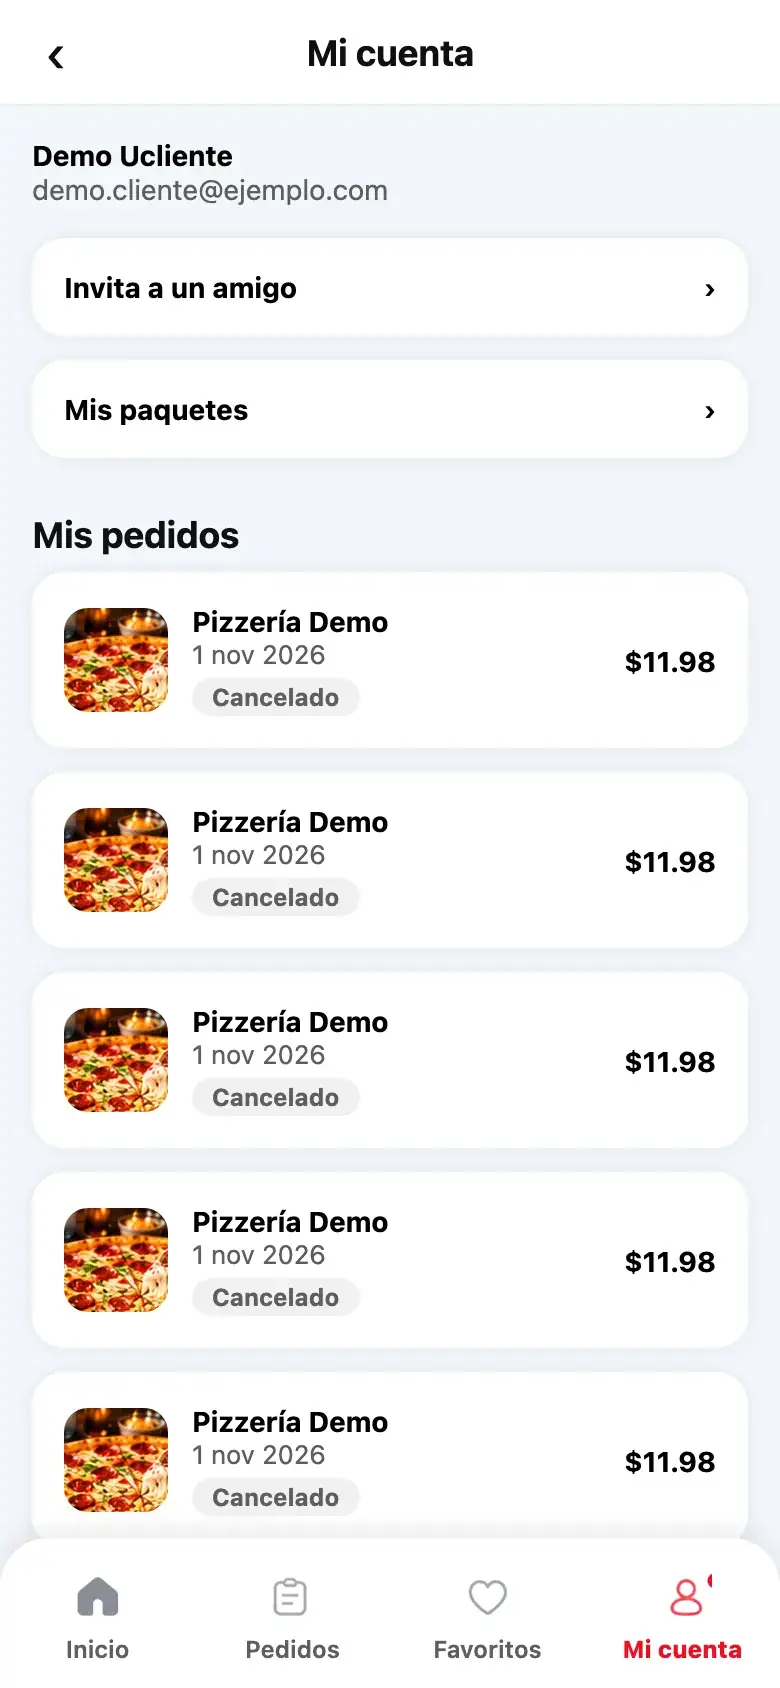 Mi cuenta
Demo Ucliente
demo.cliente@ejemplo.com
Invita a un amigo
Mis paquetes
Mis pedidos
Pizzería Demo
1 nov 2026
Cancelado
$11.98
Pizzería Demo
1 nov 2026
Cancelado
$11.98
Pizzería Demo
1 nov 2026
Cancelado
$11.98
Pizzería Demo
1 nov 2026
Cancelado
$11.98
Pizzería Demo
1 nov 2026
Cancelado
$11.98
Inicio
Pedidos
Favoritos
Mi cuenta